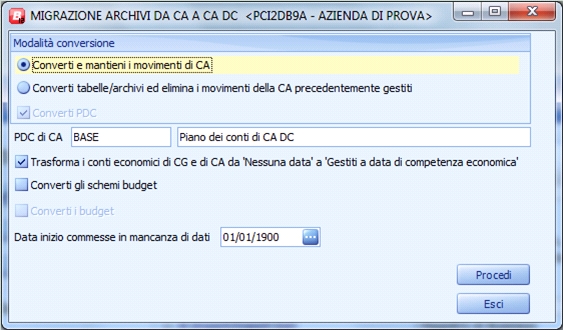 MIGRAZIONE ARCHIVI DA CA A CA DC <PCI2DB9A - AZIENDA DI PROVA>
Modalità conversione
Converti e mantieni i movimenti di CA
Converti tabelle/archivi ed elimina i movimenti della CA precedentemente gestiti
Converti PDC
PDC di CA BASE Piano dei conti di CA DC
Trasforma i conti economici di CG e di CA da 'Nessuna data' a 'Gestiti a data di competenza economica'
Converti gli schemi budget
Converti i budget
Data inizio commesse in mancanza di dati 01/01/1900 ...
Procedi
Esci